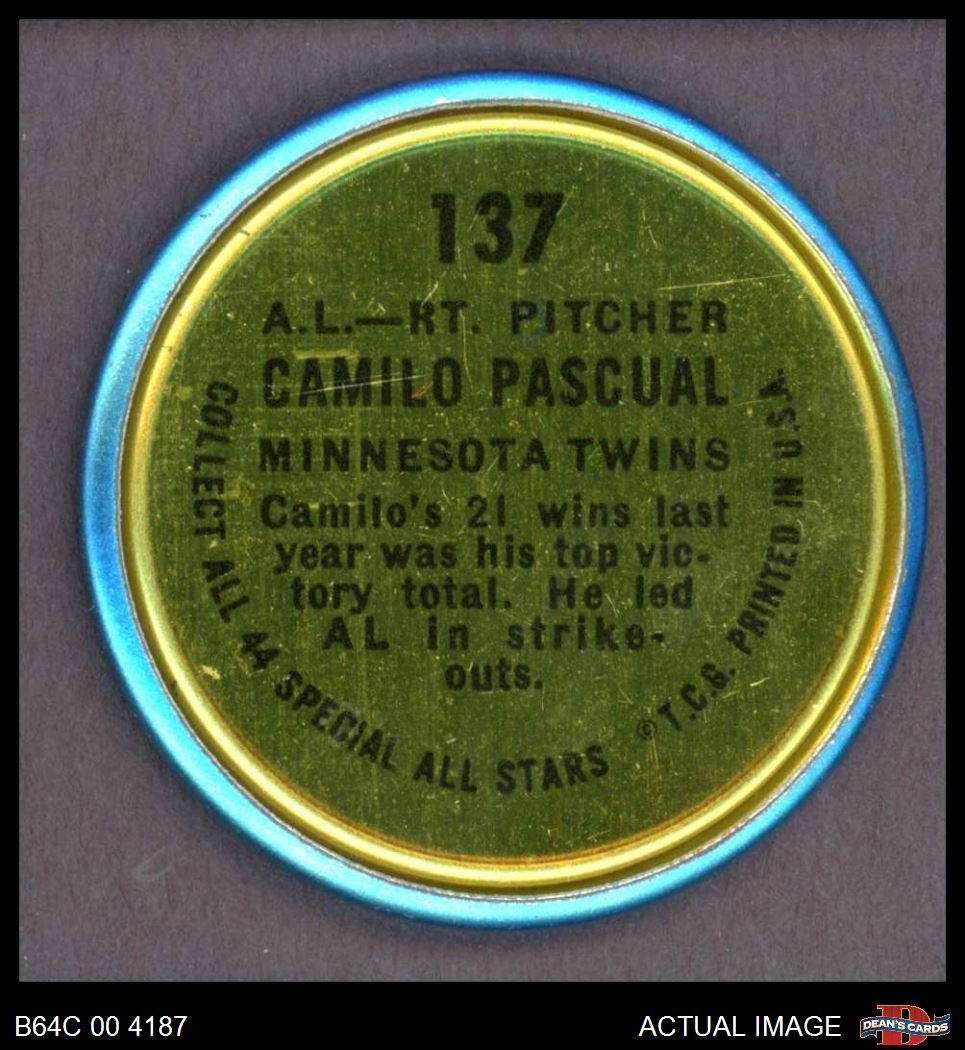 137
A.L.—RT. PITCHER
CAMILO PASCUAL
MINNESOTA TWINS
Camilo's 21 wins last
year was his top vic-
tory total. He led
AL in strike-
outs.
COLLECT ALL 44 SPECIAL ALL STARS
© T.C.G. PRINTED IN U.S.A.
B64C 00 4187
ACTUAL IMAGE
D
DEAN'S CARDS